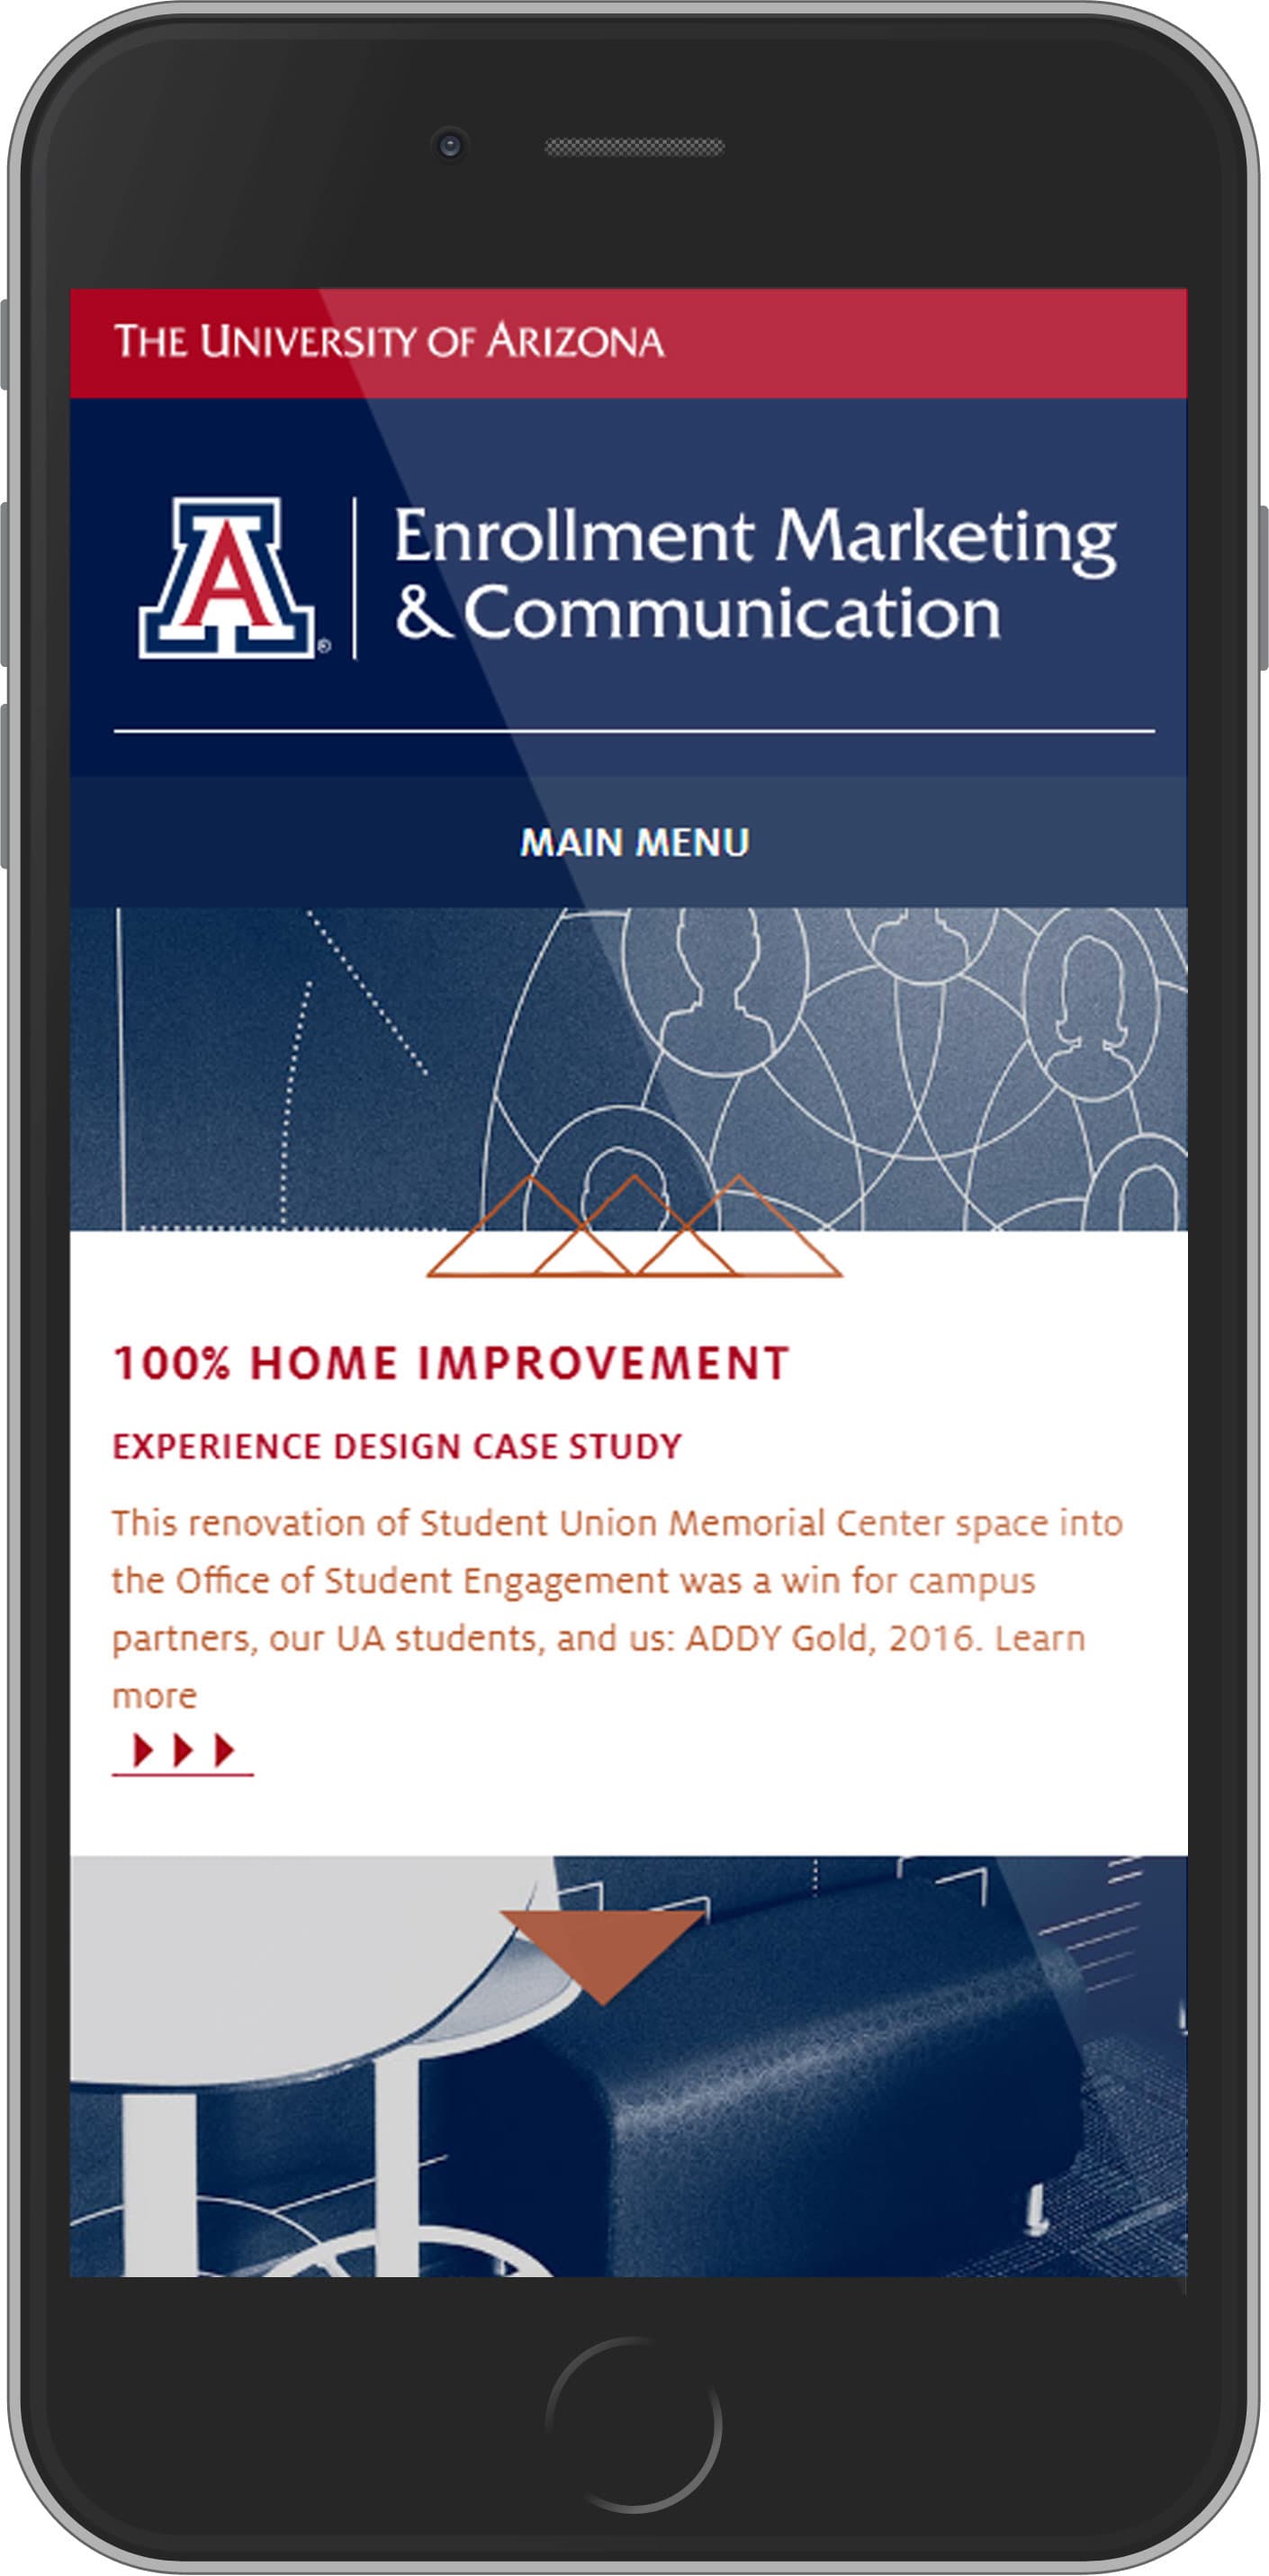 THE UNIVERSITY OF ARIZONA
A ®
Enrollment Marketing
& Communication
MAIN MENU
100% HOME IMPROVEMENT
EXPERIENCE DESIGN CASE STUDY
This renovation of Student Union Memorial Center space into
the Office of Student Engagement was a win for campus
partners, our UA students, and us: ADDY Gold, 2016. Learn
more